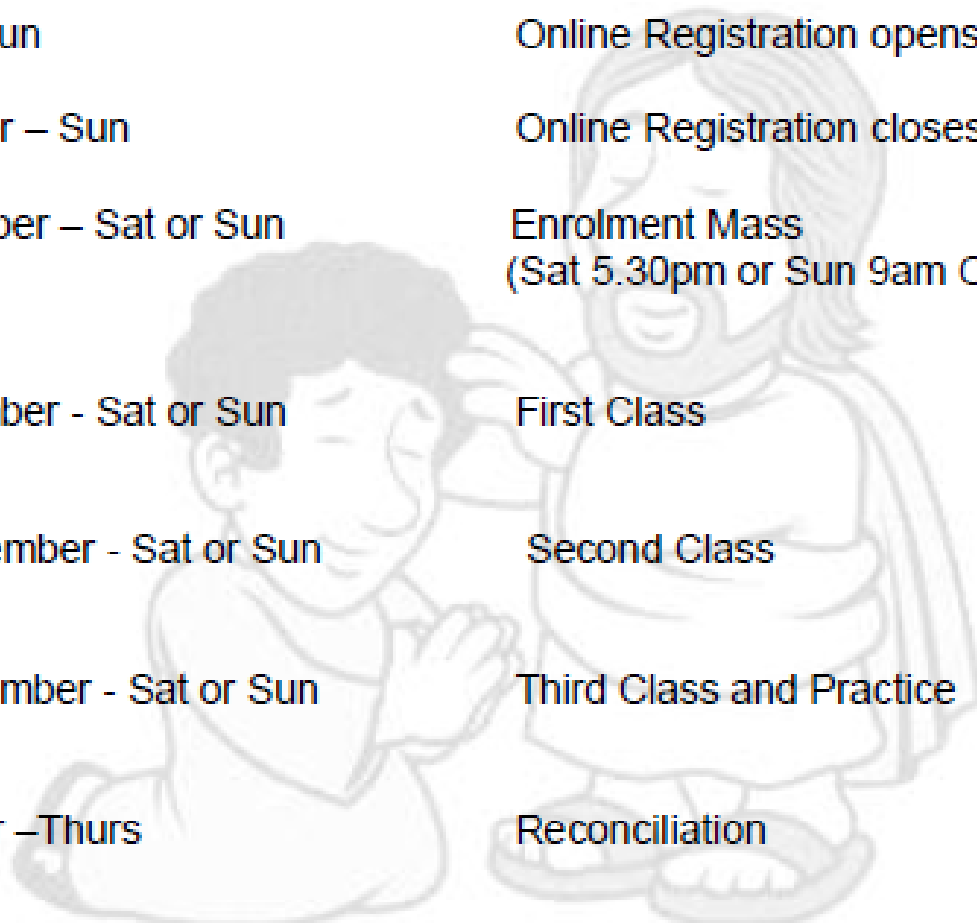 un Online Registration opens
r – Sun Online Registration closes
ber – Sat or Sun Enrolment Mass
(Sat 5.30pm or Sun 9am
ber - Sat or Sun First Class
ember - Sat or Sun Second Class
mber - Sat or Sun Third Class and Practice
r –Thurs Reconciliation